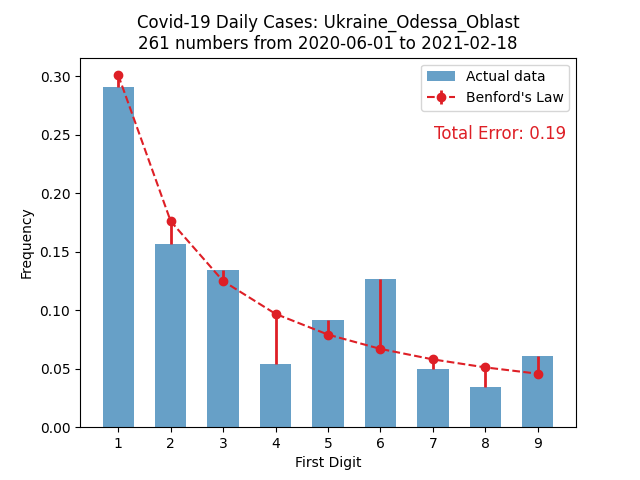 Covid-19 Daily Cases: Ukraine_Odessa_Oblast
261 numbers from 2020-06-01 to 2021-02-18
Actual data
Benford's Law
Total Error: 0.19
Frequency
0.30
0.25
0.20
0.15
0.10
0.05
0.00
1 2 3 4 5 6 7 8 9
First Digit